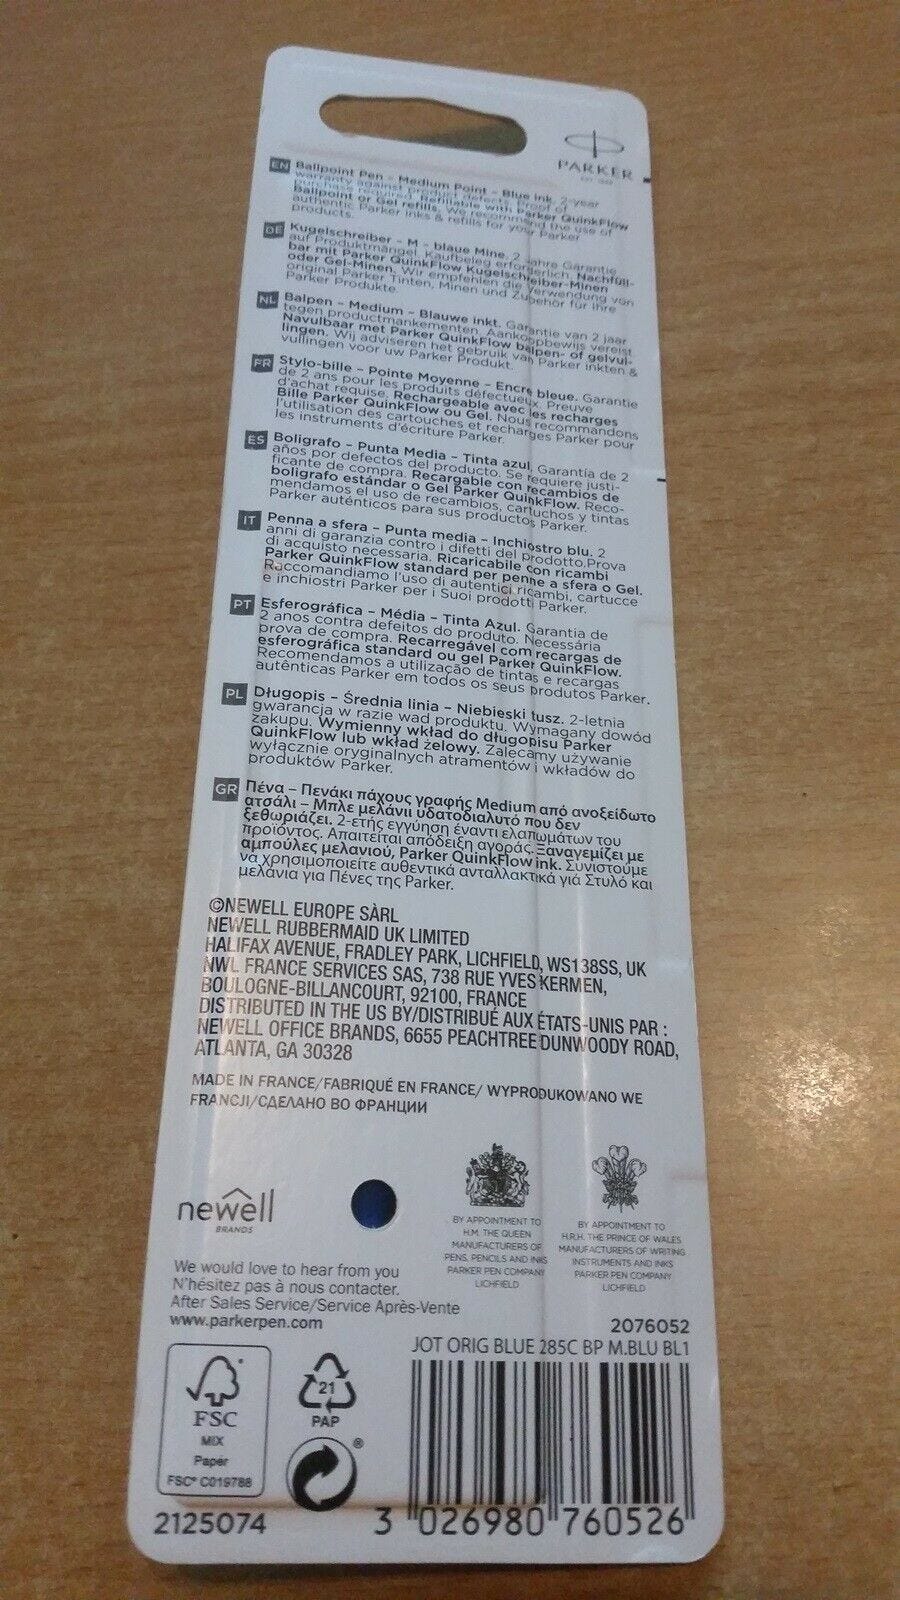 PARKER
EN Ballpoint Pen – Medium Point – Blue ink. 2-year
warranty against product defects. Proof of
purchase required. Refillable with Parker QuinkFlow
Ballpoint or Gel refills. We recommend the use of
authentic Parker inks & refills for your Parker
products.
DE Kugelschreiber – M – blaue Mine. 2 Jahre Garantie
auf Produktmängel. Kaufbeleg erforderlich. Nachfüll-
bar mit Parker QuinkFlow Kugelschreiber-Minen
oder Gel-Minen. Wir empfehlen die Verwendung von
original Parker Tinten, Minen und Zubehör für Ihre
Parker Produkte.
NL Balpen – Medium – Blauwe inkt. Garantie van 2 jaar
tegen productmankementen. Aankoopbewijs vereist
Navulbaar met Parker QuinkFlow balpen- of gelvul-
lingen. Wij adviseren het gebruik van Parker inkten &
vullingen voor uw Parker Produkt.
FR Stylo-bille – Pointe Moyenne – Encre bleue. Garantie
de 2 ans pour les produits défectueux. Preuve
d'achat requise. Rechargeable avec les recharges
Bille Parker QuinkFlow ou Gel. Nous recommandons
l'utilisation des cartouches et recharges Parker pour
les instruments d'écriture Parker.
ES Boligrafo – Punta Media – Tinta azul. Garantía de 2
años por defectos del producto. Se requiere justi-
ficante de compra. Recargable con recambios de
boligrafo estándar o Gel Parker QuinkFlow. Reco-
mendamos el uso de recambios, cartuchos y tintas
Parker auténticos para sus productos Parker.
IT Penna a sfera – Punta media – Inchiostro blu. 2
anni di garanzia contro i difetti del Prodotto.Prova
di acquisto necessaria. Ricaricabile con ricambi
Parker QuinkFlow standard per penne a sfera o Gel.
Raccomandiamo l'uso di autentici ricambi, cartucce
e inchiostri Parker per i Suoi prodotti Parker.
PT Esferográfica – Média – Tinta Azul. Garantia de
2 anos contra defeitos do produto. Necessária
prova de compra. Recarregável com recargas de
esferográfica standard ou gel Parker QuinkFlow.
Recomendamos a utilização de tintas e recargas
autênticas Parker em todos os seus produtos Parker.
PL Długopis – Średnia linia – Niebieski tusz. 2-letnia
gwarancja w razie wad produktu. Wymagany dowód
zakupu. Wymienny wkład do długopisu Parker
QuinkFlow lub wkład żelowy. Zalecamy używanie
wyłącznie oryginalnych atramentów i wkładów do
produktów Parker.
GR Πένα – Πενάκι πάχους γραφής Medium από ανοξείδωτο
ατσάλι – Μπλε μελάνιι υδατοδιαλυτό που δεν
ξεθωριάζει. 2-ετής εγγύηση έναντι ελαπωμάτων του
προϊόντος. Απαιτείται απόδειξη αγοράς. Ξαναγεμίζει με
αμπούλες μελανιού, Parker QuinkFlow ink. Συνιστούμε
να χρησιμοποιείτε αυθεντικά ανταλλακτικά γιά Στυλό και
μελάνια για Πένες της Parker.
©NEWELL EUROPE SÀRL
NEWELL RUBBERMAID UK LIMITED
HALIFAX AVENUE, FRADLEY PARK, LICHFIELD, WS138SS, UK
NWL FRANCE SERVICES SAS, 738 RUE YVES KERMEN,
BOULOGNE-BILLANCOURT, 92100, FRANCE
DISTRIBUTED IN THE US BY/DISTRIBUÉ AUX ÉTATS-UNIS PAR :
NEWELL OFFICE BRANDS, 6655 PEACHTREE DUNWOODY ROAD,
ATLANTA, GA 30328
MADE IN FRANCE/FABRIQUÉ EN FRANCE/ WYPRODUKOWANO WE
FRANCJI/СДЕЛАНО ВО ФРАНЦИИ
newell
BRANDS
BY APPOINTMENT TO
H.M. THE QUEEN
MANUFACTURERS OF
PENS, PENCILS AND INKS
PARKER PEN COMPANY
LICHFIELD
BY APPOINTMENT TO
H.R.H. THE PRINCE OF WALES
MANUFACTURERS OF WRITING
INSTRUMENTS AND INKS
PARKER PEN COMPANY
LICHFIELD
We would love to hear from you
N'hésitez pas à nous contacter.
After Sales Service/Service Après-Vente
www.parkerpen.com
2076052
JOT ORIG BLUE 285C BP M.BLU BL1
FSC
MIX
Paper
FSC® C019788
21
PAP
®
2125074
3 026980 760526